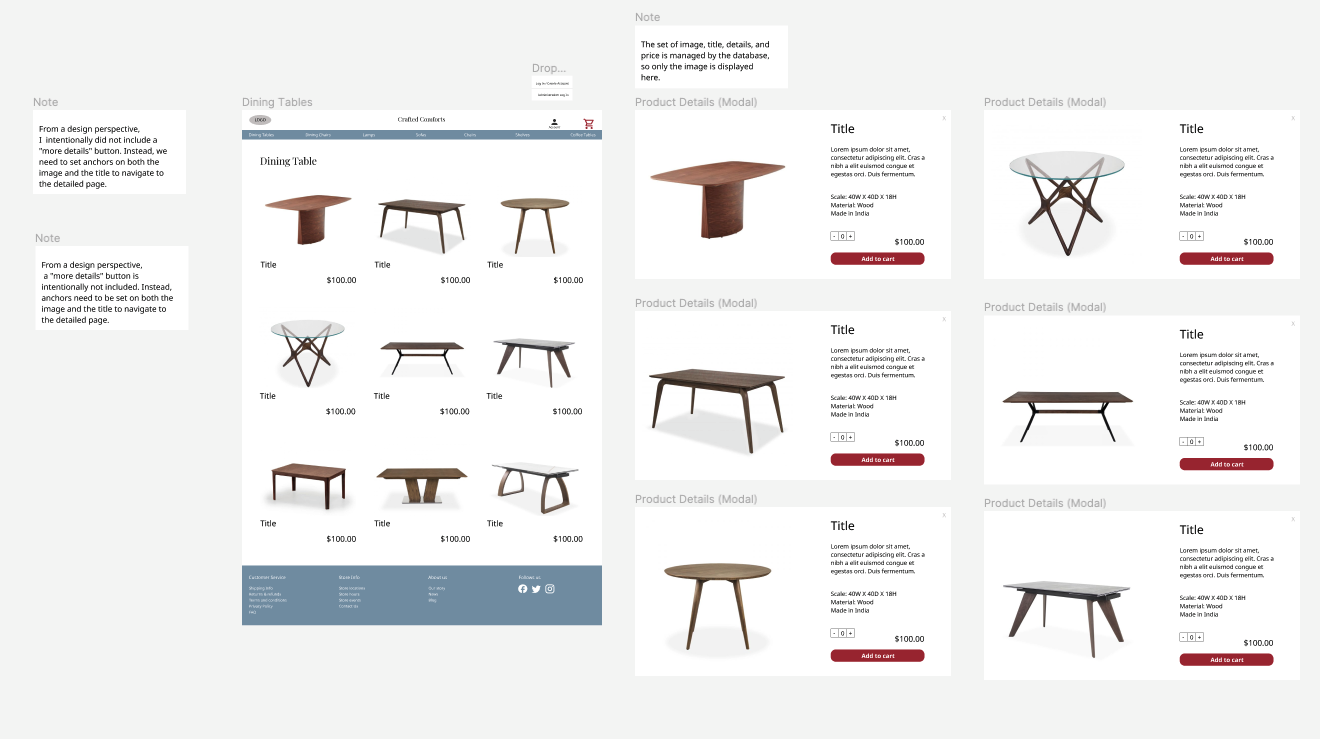 Note
The set of image, title, details, and
price is managed by the database,
so only the image is displayed
here.
Drop...
Log In / Create Account
Administrator Log In
Note
From a design perspective,
I intentionally did not include a
"more details" button. Instead, we
need to set anchors on both the
image and the title to navigate to
the detailed page.
Note
From a design perspective,
a "more details" button is
intentionally not included. Instead,
anchors need to be set on both the
image and the title to navigate to
the detailed page.
Dining Tables
LOGO
Crafted Comforts
Account
Dining Tables Dining Chairs Lamps Sofas Chairs Shelves Coffee Tables
Dining Table
Title Title Title
$100.00 $100.00 $100.00
Title Title Title
$100.00 $100.00 $100.00
Title Title Title
$100.00 $100.00 $100.00
Customer Service Store Info About us Follows us
Shipping Info
Returns & refunds
Terms and conditions
Privacy Policy
FAQ
Store locations
Store hours
Store events
Contact us
Our story
News
Blog
Product Details (Modal)
x
Title
Lorem ipsum dolor sit amet,
consectetur adipiscing elit. Cras a
nibh a elit euismod congue et
egestas orci. Duis fermentum.
Scale: 40W X 40D X 18H
Material: Wood
Made in India
- 0 +
$100.00
Add to cart
Product Details (Modal)
x
Title
Lorem ipsum dolor sit amet,
consectetur adipiscing elit. Cras a
nibh a elit euismod congue et
egestas orci. Duis fermentum.
Scale: 40W X 40D X 18H
Material: Wood
Made in India
- 0 +
$100.00
Add to cart
Product Details (Modal)
x
Title
Lorem ipsum dolor sit amet,
consectetur adipiscing elit. Cras a
nibh a elit euismod congue et
egestas orci. Duis fermentum.
Scale: 40W X 40D X 18H
Material: Wood
Made in India
- 0 +
$100.00
Add to cart
Product Details (Modal)
x
Title
Lorem ipsum dolor sit amet,
consectetur adipiscing elit. Cras a
nibh a elit euismod congue et
egestas orci. Duis fermentum.
Scale: 40W X 40D X 18H
Material: Wood
Made in India
- 0 +
$100.00
Add to cart
Product Details (Modal)
x
Title
Lorem ipsum dolor sit amet,
consectetur adipiscing elit. Cras a
nibh a elit euismod congue et
egestas orci. Duis fermentum.
Scale: 40W X 40D X 18H
Material: Wood
Made in India
- 0 +
$100.00
Add to cart
Product Details (Modal)
x
Title
Lorem ipsum dolor sit amet,
consectetur adipiscing elit. Cras a
nibh a elit euismod congue et
egestas orci. Duis fermentum.
Scale: 40W X 40D X 18H
Material: Wood
Made in India
- 0 +
$100.00
Add to cart